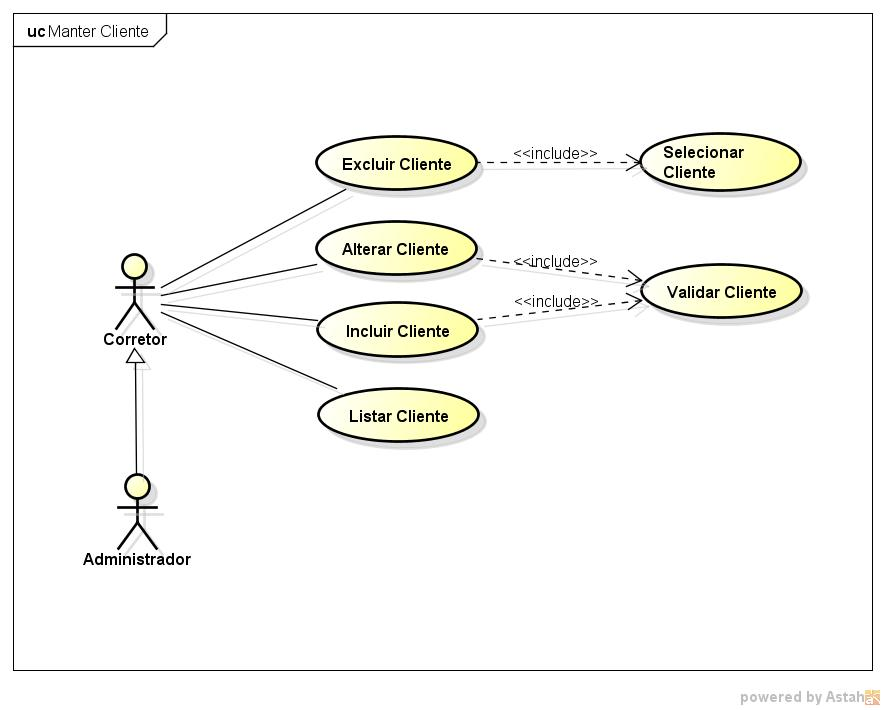 uc Manter Cliente
Excluir Cliente
<<include>>
Selecionar
Cliente
Alterar Cliente
<<include>>
Validar Cliente
<<include>>
Incluir Cliente
Corretor
Listar Cliente
Administrador
powered by Astah